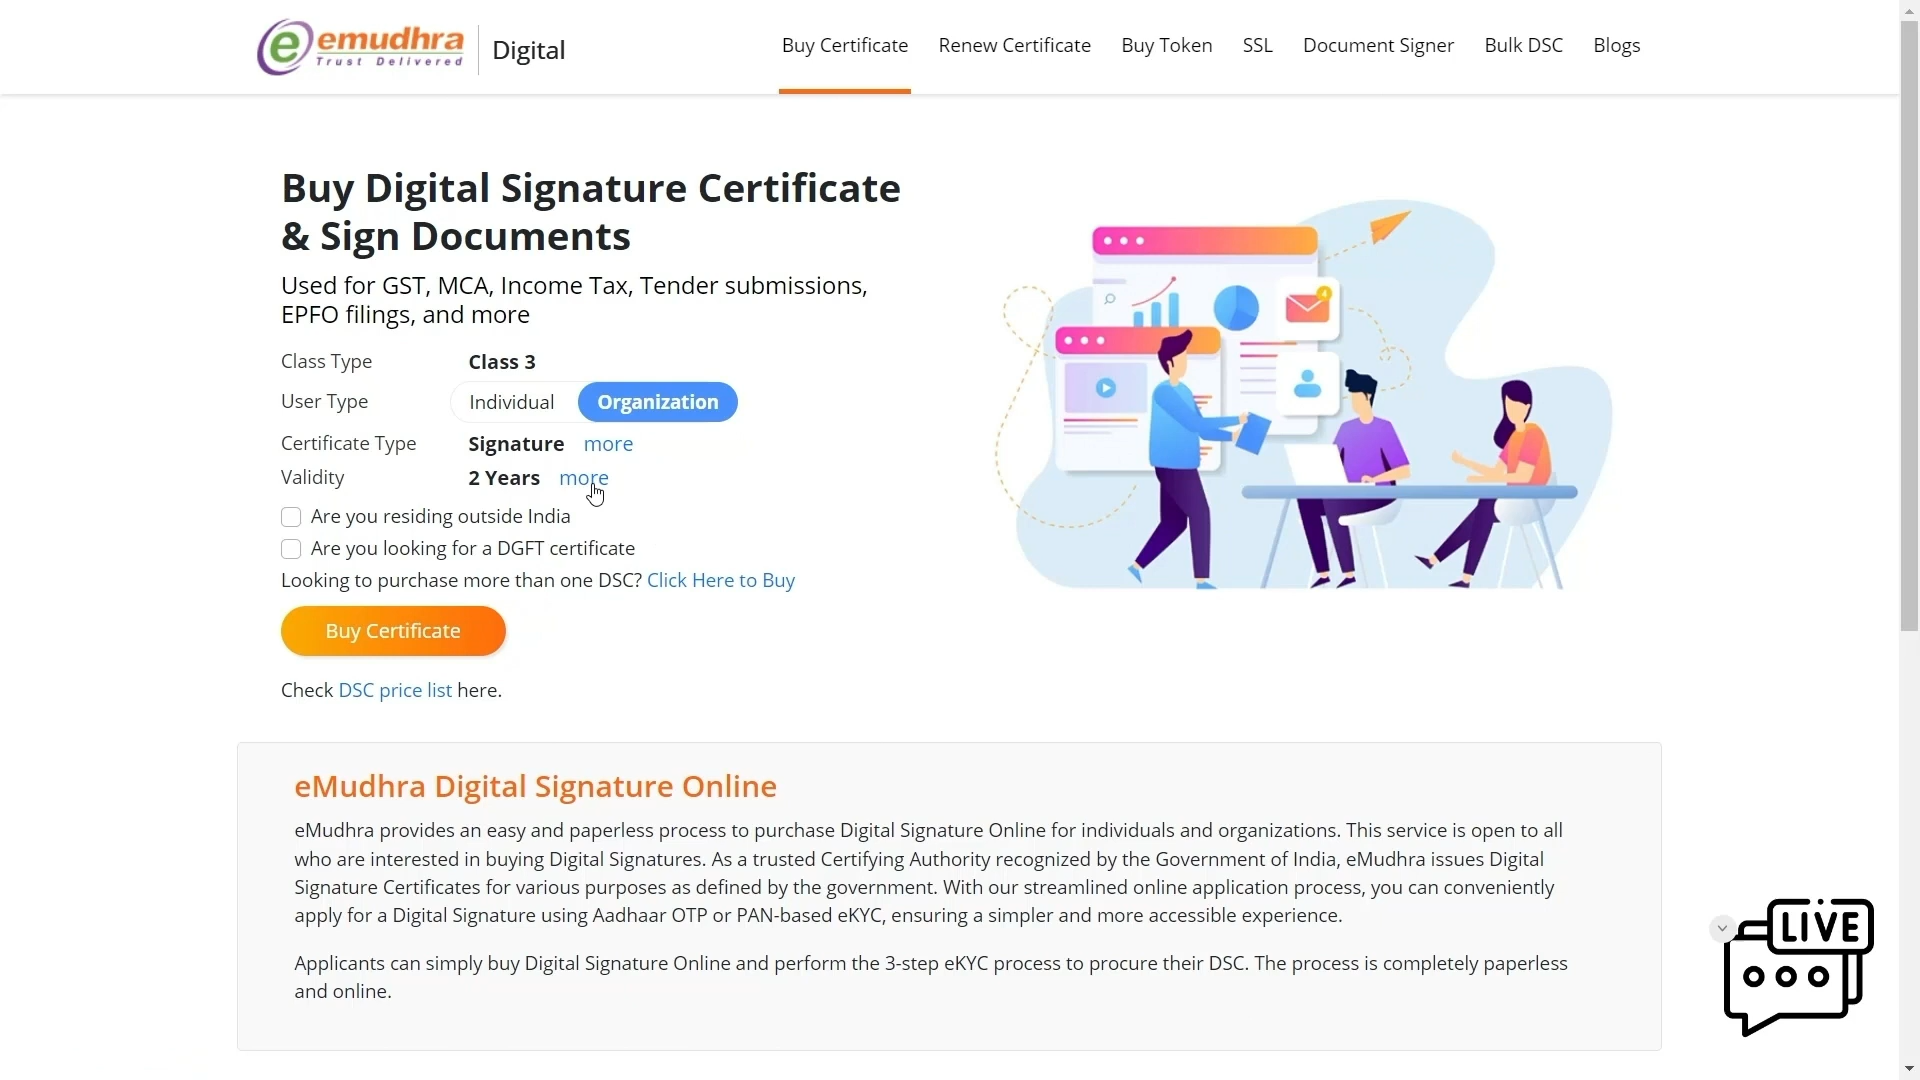 emudhra
Trust Delivered
Digital
Buy Certificate
Renew Certificate
Buy Token
SSL
Document Signer
Bulk DSC
Blogs
Buy Digital Signature Certificate
& Sign Documents
Used for GST, MCA, Income Tax, Tender submissions,
EPFO filings, and more
Class Type Class 3
User Type Individual Organization
Certificate Type Signature more
Validity 2 Years more
Are you residing outside India
Are you looking for a DGFT certificate
Looking to purchase more than one DSC? Click Here to Buy
Buy Certificate
Check DSC price list here.
4
eMudhra Digital Signature Online
eMudhra provides an easy and paperless process to purchase Digital Signature Online for individuals and organizations. This service is open to all
who are interested in buying Digital Signatures. As a trusted Certifying Authority recognized by the Government of India, eMudhra issues Digital
Signature Certificates for various purposes as defined by the government. With our streamlined online application process, you can conveniently
apply for a Digital Signature using Aadhaar OTP or PAN-based eKYC, ensuring a simpler and more accessible experience.
Applicants can simply buy Digital Signature Online and perform the 3-step eKYC process to procure their DSC. The process is completely paperless
and online.
LIVE